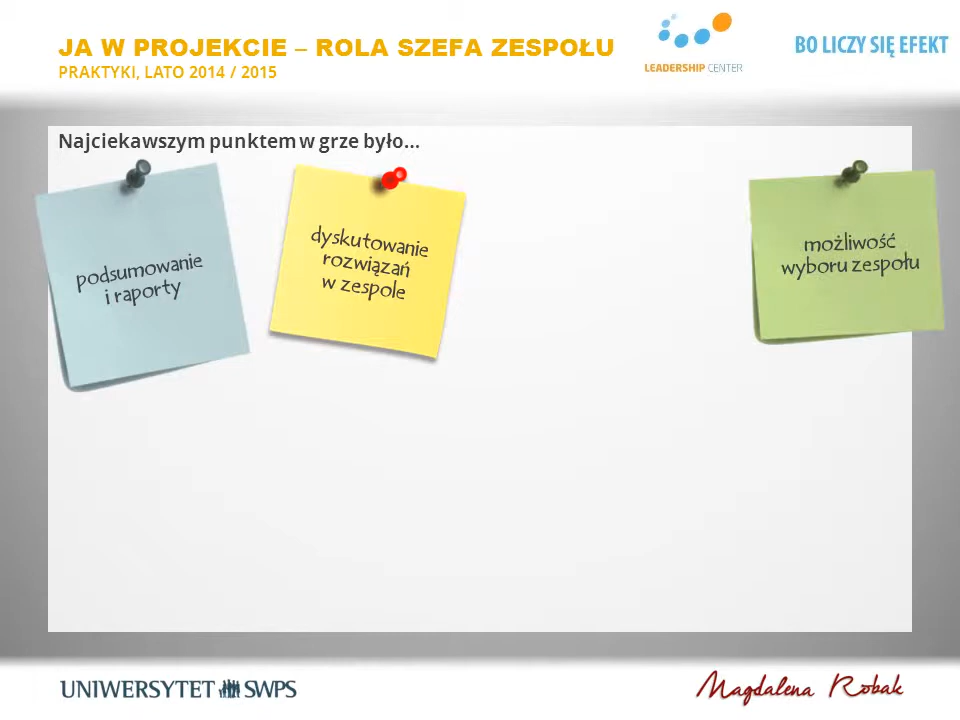 JA W PROJEKCIE – ROLA SZEFA ZESPOŁU
PRAKTYKI, LATO 2014 / 2015
LEADERSHIP CENTER
BO LICZY SIĘ EFEKT
Najciekawszym punktem w grze było...
podsumowanie
i raporty
dyskutowanie
rozwiązań
w zespole
możliwość
wyboru zespołu
UNIWERSYTET SWPS
Magdalena Robak